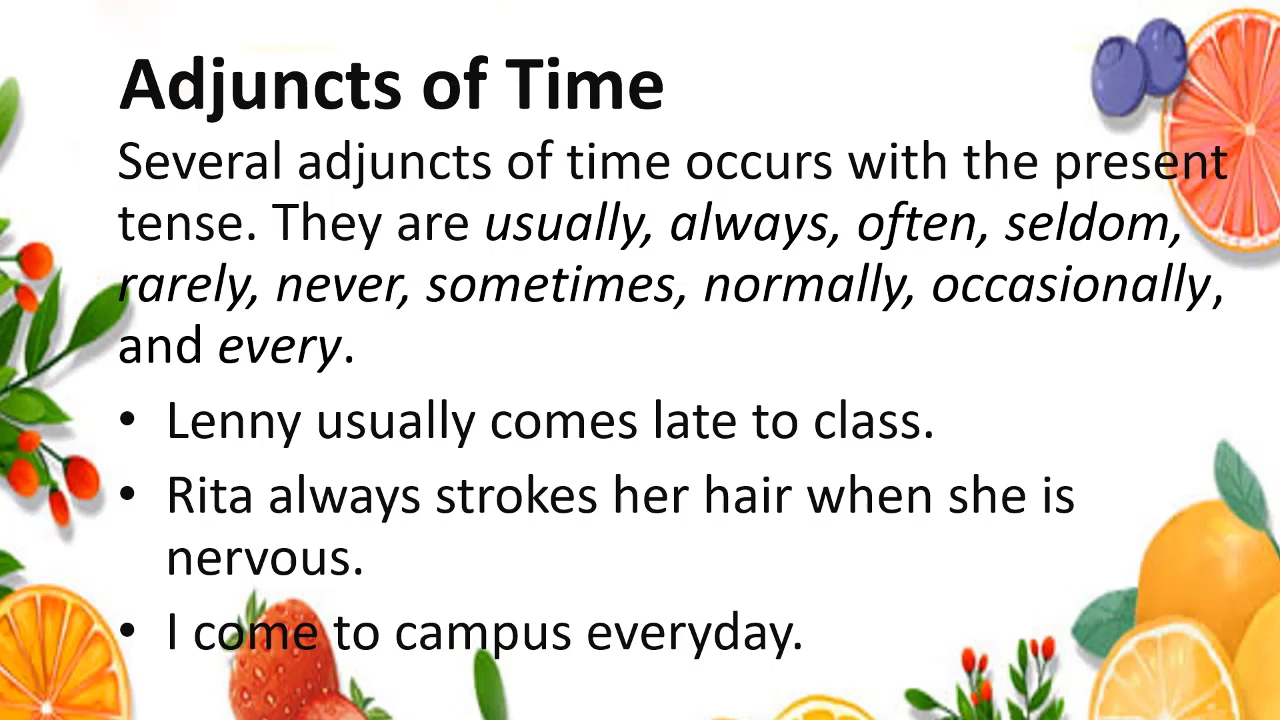 Adjuncts of Time
Several adjuncts of time occurs with the present
tense. They are usually, always, often, seldom,
rarely, never, sometimes, normally, occasionally,
and every.
• Lenny usually comes late to class.
• Rita always strokes her hair when she is
nervous.
• I come to campus everyday.